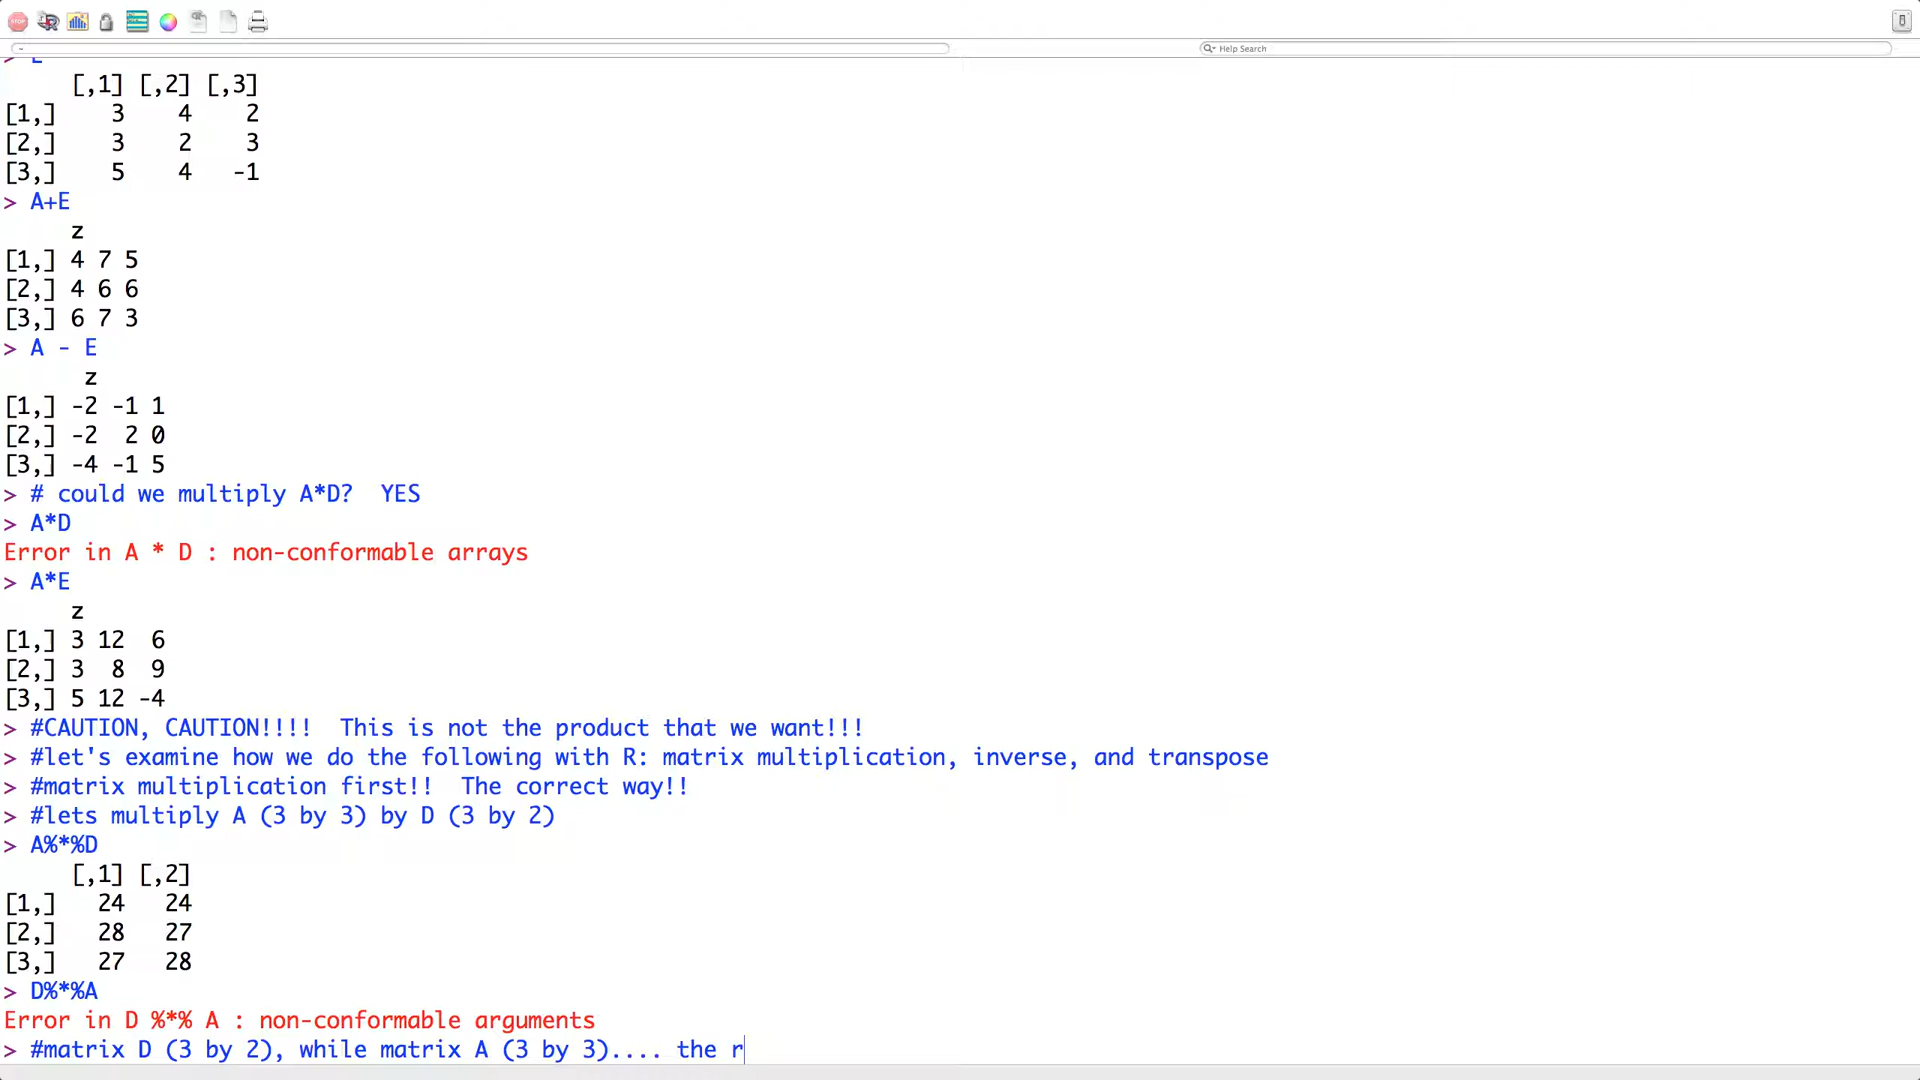 STOP
~
Help Search
> E
[,1] [,2] [,3]
[1,] 3 4 2
[2,] 3 2 3
[3,] 5 4 -1
> A+E
z
[1,] 4 7 5
[2,] 4 6 6
[3,] 6 7 3
> A - E
z
[1,] -2 -1 1
[2,] -2 2 0
[3,] -4 -1 5
> # could we multiply A*D?  YES
> A*D
Error in A * D : non-conformable arrays
> A*E
z
[1,] 3 12 6
[2,] 3 8 9
[3,] 5 12 -4
> #CAUTION, CAUTION!!!!  This is not the product that we want!!!
> #let's examine how we do the following with R: matrix multiplication, inverse, and transpose
> #matrix multiplication first!!  The correct way!!
> #lets multiply A (3 by 3) by D (3 by 2)
> A%*%D
[,1] [,2]
[1,] 24 24
[2,] 28 27
[3,] 27 28
> D%*%A
Error in D %*% A : non-conformable arguments
> #matrix D (3 by 2), while matrix A (3 by 3).... the r